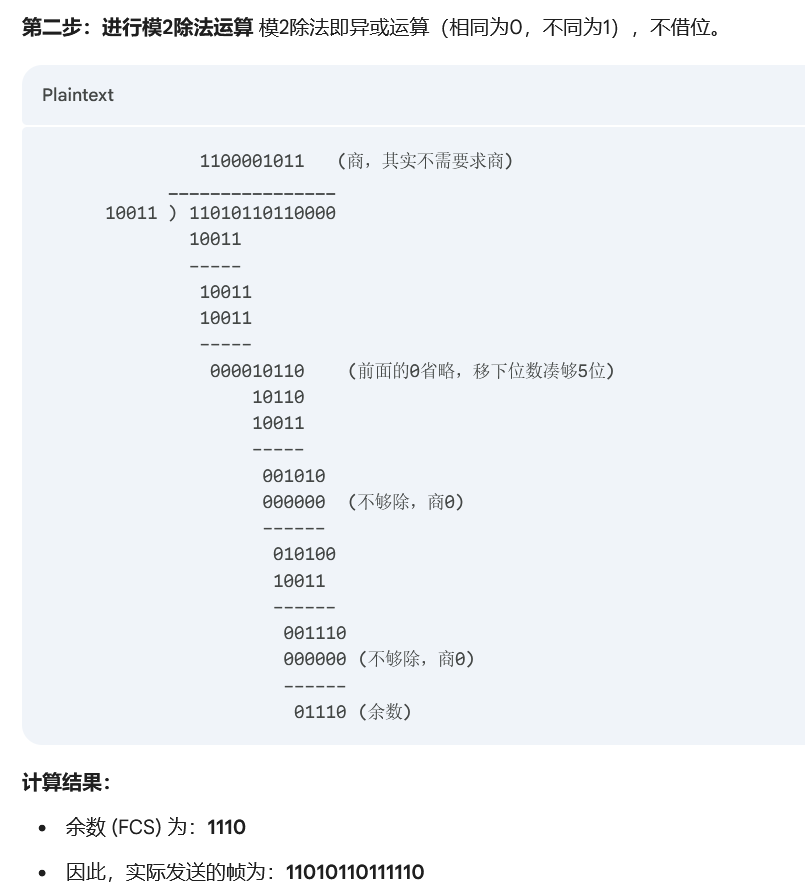 第二步：进行模2除法运算 模2除法即异或运算（相同为0，不同为1），不借位。
Plaintext
1100001011 (商，其实不需要求商)
________________
10011 ) 11010110110000
10011
-----
10011
10011
-----
000010110 (前面的0省略，移下位数凑够5位)
10110
10011
-----
001010
000000 (不够除，商0)
------
010100
10011
------
001110
000000 (不够除，商0)
------
01110 (余数)
计算结果：
• 余数 (FCS) 为：1110
• 因此，实际发送的帧为：11010110111110